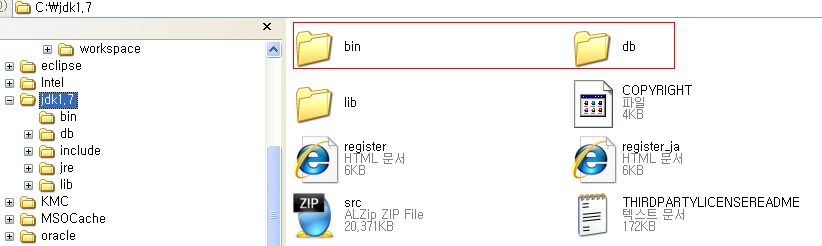 C:\jdk1.7
workspace
eclipse
Intel
jdk1.7
bin
db
include
jre
lib
KMC
MSOCache
oracle
bin
db
lib
COPYRIGHT
파일
4KB
register
HTML 문서
6KB
register_ja
HTML 문서
6KB
ZIP
src
ALZip ZIP File
20,371KB
THIRDPARTYLICENSEREADME
텍스트 문서
172KB